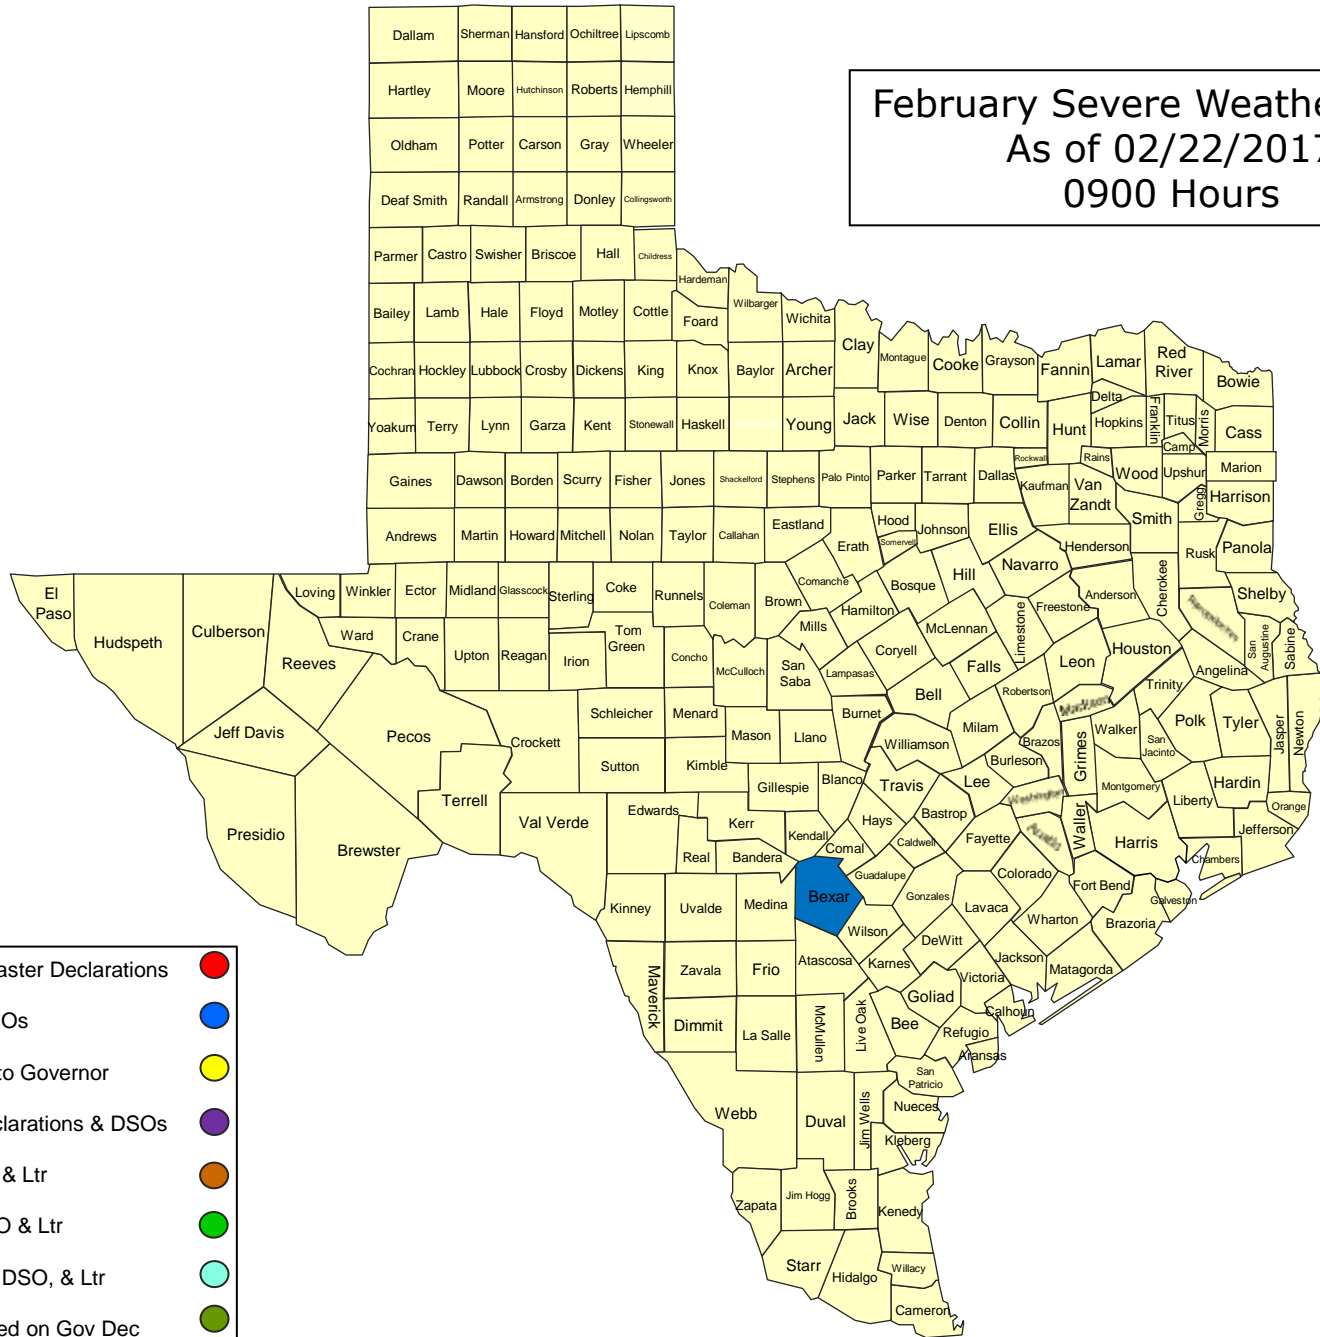 Dallam Sherman Hansford Ochiltree Lipscomb
Hartley Moore Hutchinson Roberts Hemphill
February Severe Weathe
As of 02/22/2017
0900 Hours
Oldham Potter Carson Gray Wheeler
Deaf Smith Randall Armstrong Donley Collingsworth
Parmer Castro Swisher Briscoe Hall Childress
Hardeman
Bailey Lamb Hale Floyd Motley Cottle Foard Wilbarger Wichita
Clay Montague Cooke Grayson Fannin Lamar Red
River
Bowie
Cochran Hockley Lubbock Crosby Dickens King Knox Baylor Archer
Delta
Yoakum Terry Lynn Garza Kent Stonewall Haskell Young Jack Wise Denton Collin Hunt Hopkins Franklin Titus Morris Cass
Camp
Rockwall Rains
Gaines Dawson Borden Scurry Fisher Jones Shackelford Stephens Palo Pinto Parker Tarrant Dallas Kaufman Van
Zandt
Wood Upshur Marion
Gregg Harrison
Andrews Martin Howard Mitchell Nolan Taylor Callahan Eastland Erath Hood Somervell Johnson Ellis Henderson Smith Rusk Panola
El
Paso
Hudspeth Culberson Loving Winkler Ector Midland Glasscock Sterling Coke Runnels Coleman Brown Comanche Hamilton Bosque Hill Navarro Freestone Anderson Cherokee Shelby
Reeves Ward Crane Upton Reagan Irion Tom
Green
Concho McCulloch San
Saba
Mills Lampasas Coryell McLennan Limestone Falls Leon Houston Angelina San
Augustine
Sabine
Trinity
Jeff Davis Pecos Crockett Schleicher Menard Mason Llano Burnet Bell Milam Robertson Brazos Walker San
Jacinto
Polk Tyler Jasper Newton
Sutton Kimble Gillespie Blanco Williamson Burleson Grimes Montgomery Liberty Hardin Orange
Presidio Brewster Terrell Val Verde Edwards Kerr Kendall Travis Hays Lee Bastrop Caldwell Fayette Washington Waller Harris Jefferson Chambers
Real Bandera Comal Guadalupe Gonzales Colorado Fort Bend Galveston
Kinney Uvalde Medina Bexar Wilson Lavaca Wharton Brazoria
Maverick Zavala Frio Atascosa Karnes DeWitt Jackson Matagorda
Victoria Goliad Calhoun
Dimmit La Salle McMullen Live Oak Bee Refugio Aransas
San
Patricio
Webb Duval Jim Wells Nueces
Kleberg
Zapata Jim Hogg Brooks Kenedy
Starr Hidalgo Willacy
Cameron
aster Declarations
Os
to Governor
clarations & DSOs
& Ltr
O & Ltr
DSO, & Ltr
ed on Gov Dec